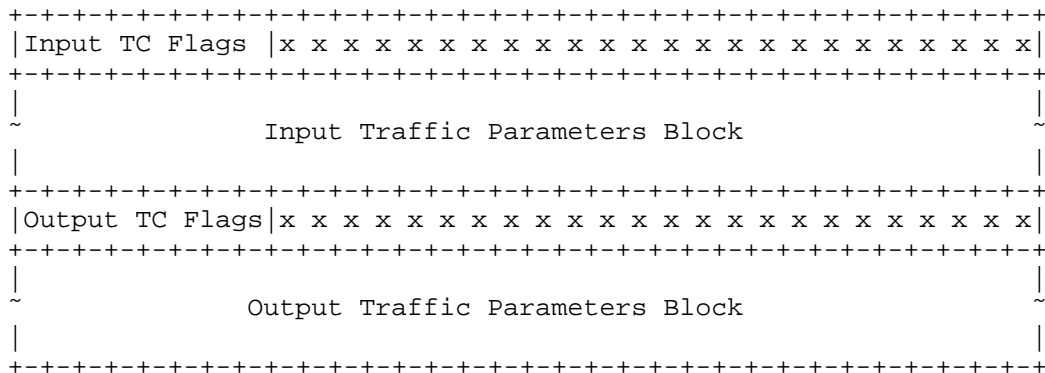 +-+-+-+-+-+-+-+-+-+-+-+-+-+-+-+-+-+-+-+-+-+-+-+-+-+-+-+-+-+-+-+-+
|Input TC Flags |x x x x x x x x x x x x x x x x x x x x x x x x|
+-+-+-+-+-+-+-+-+-+-+-+-+-+-+-+-+-+-+-+-+-+-+-+-+-+-+-+-+-+-+-+-+
|                                                               |
~               Input Traffic Parameters Block                  ~
|                                                               |
+-+-+-+-+-+-+-+-+-+-+-+-+-+-+-+-+-+-+-+-+-+-+-+-+-+-+-+-+-+-+-+-+
|Output TC Flags|x x x x x x x x x x x x x x x x x x x x x x x x|
+-+-+-+-+-+-+-+-+-+-+-+-+-+-+-+-+-+-+-+-+-+-+-+-+-+-+-+-+-+-+-+-+
|                                                               |
~              Output Traffic Parameters Block                  ~
|                                                               |
+-+-+-+-+-+-+-+-+-+-+-+-+-+-+-+-+-+-+-+-+-+-+-+-+-+-+-+-+-+-+-+-+